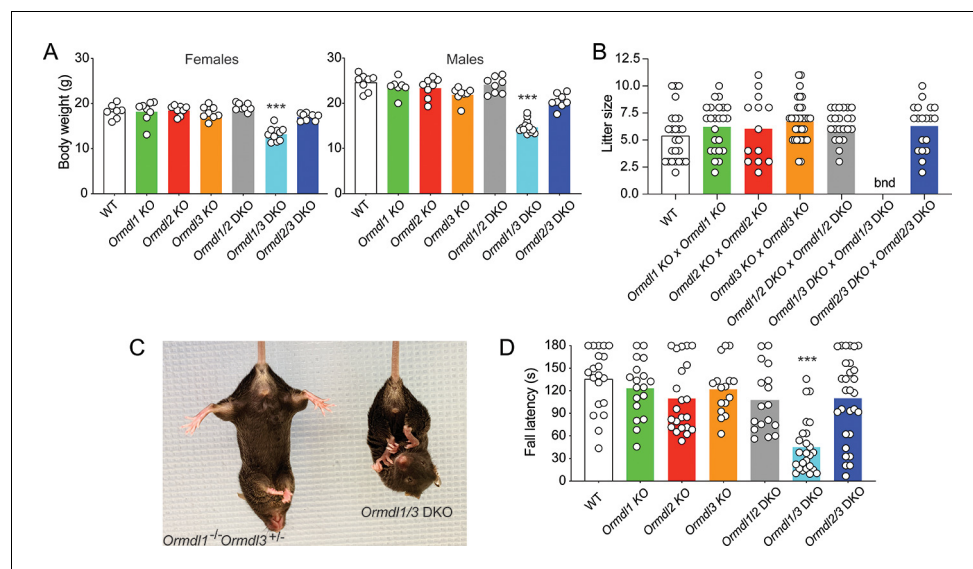 A
Females
Males
Body weight (g)
30
20
10
0
***
WT
Ormdl1 KO
Ormdl2 KO
Ormdl3 KO
Ormdl1/2 DKO
Ormdl1/3 DKO
Ormdl2/3 DKO
30
20
10
0
***
WT
Ormdl1 KO
Ormdl2 KO
Ormdl3 KO
Ormdl1/2 DKO
Ormdl1/3 DKO
Ormdl2/3 DKO
B
Litter size
12.5
10.0
7.5
5.0
2.5
0.0
bnd
WT
Ormdl1 KO x Ormdl1 KO
Ormdl2 KO x Ormdl2 KO
Ormdl3 KO x Ormdl3 KO
Ormdl1/2 DKO x Ormdl1/2 DKO
Ormdl1/3 DKO x Ormdl1/3 DKO
Ormdl2/3 DKO x Ormdl2/3 DKO
C
Ormdl1/3 DKO
Ormdl1-/-Ormdl3+/-
D
Fall latency (s)
180
150
120
90
60
30
0
***
WT
Ormdl1 KO
Ormdl2 KO
Ormdl3 KO
Ormdl1/2 DKO
Ormdl1/3 DKO
Ormdl2/3 DKO